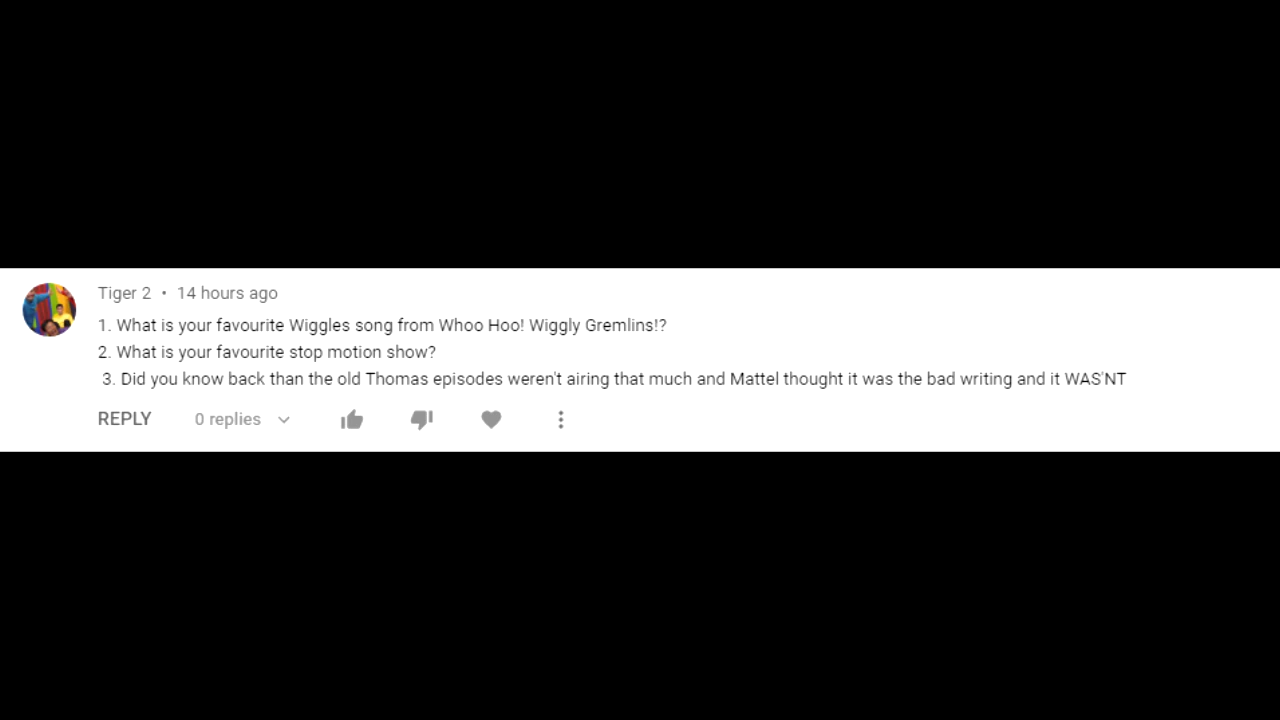 Tiger 2 • 14 hours ago
1. What is your favourite Wiggles song from Whoo Hoo! Wiggly Gremlins!?
2. What is your favourite stop motion show?
3. Did you know back than the old Thomas episodes weren't airing that much and Mattel thought it was the bad writing and it WAS'NT
REPLY 0 replies